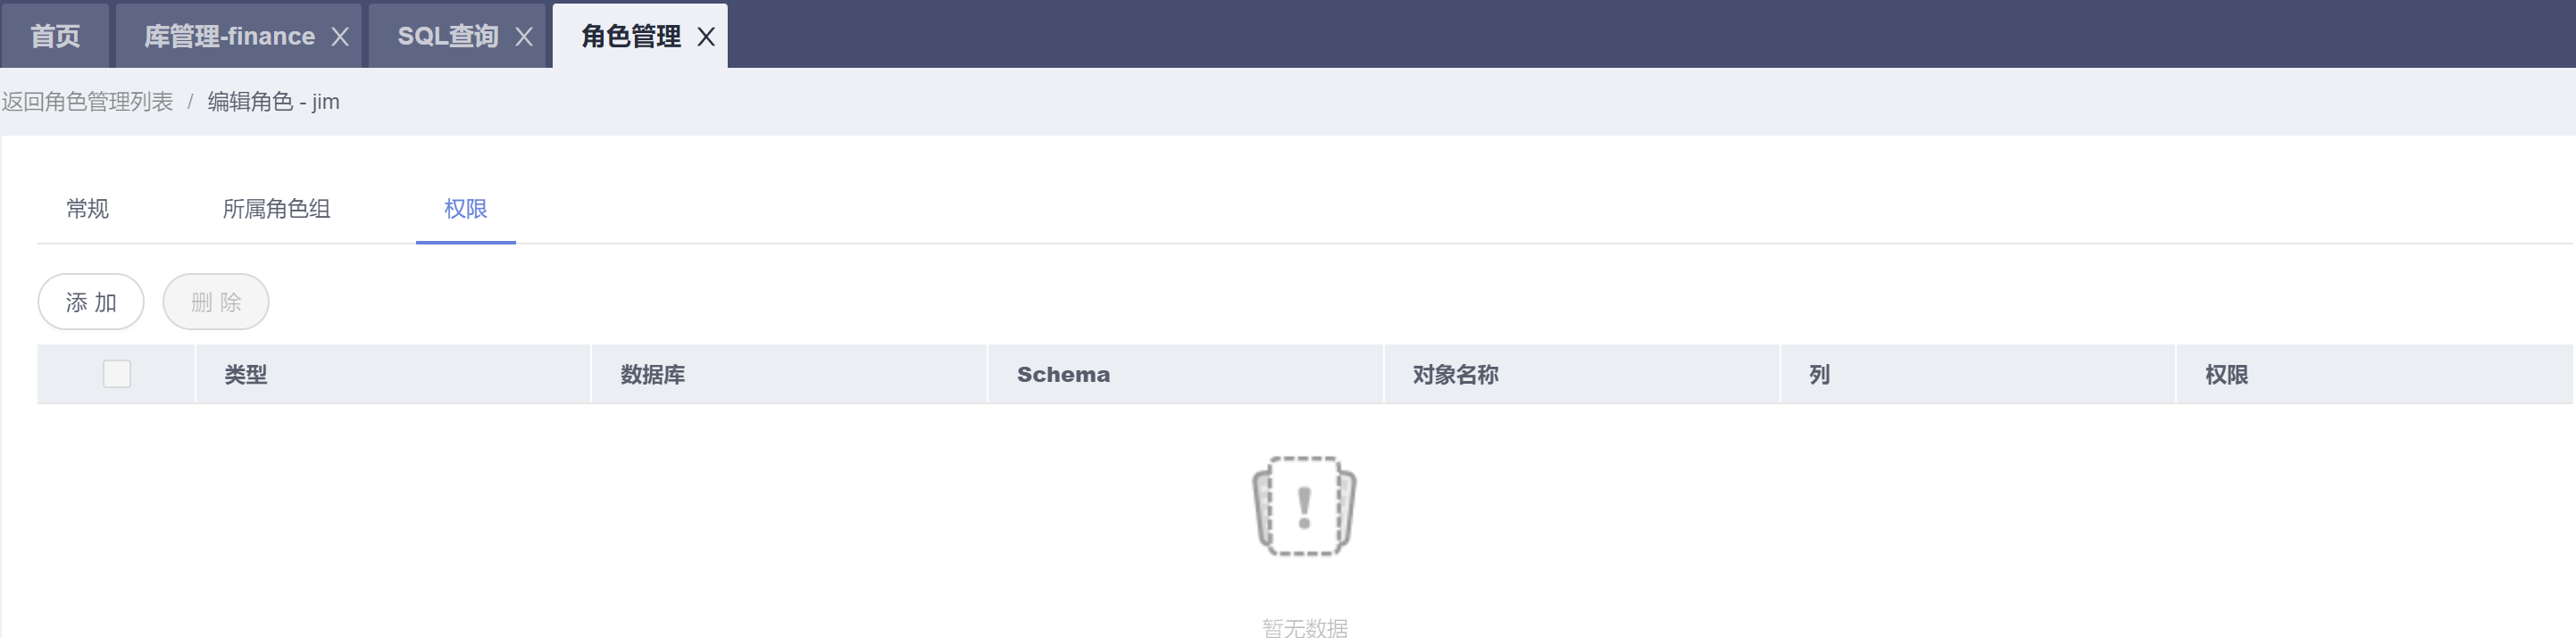 首页 库管理-finance X SQL查询 X 角色管理 X
返回角色管理列表 / 编辑角色 - jim
常规 所属角色组 权限
添 加 删 除
类型 数据库 Schema 对象名称 列 权限
暂无数据